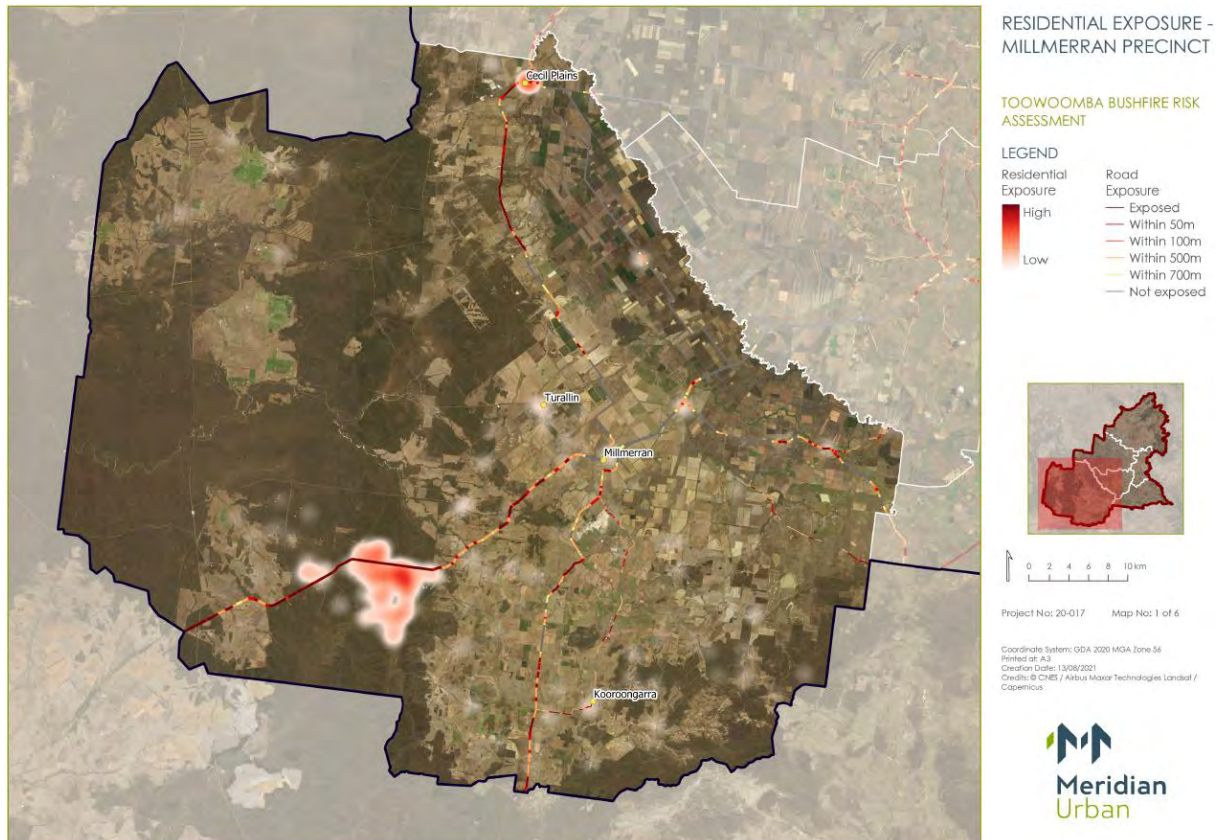 RESIDENTIAL EXPOSURE -
MILLMERRAN PRECINCT
TOOWOOMBA BUSHFIRE RISK
ASSESSMENT
LEGEND
Residential
Exposure
High
Low
Road
Exposure
Exposed
Within 50m
Within 100m
Within 500m
Within 700m
Not exposed
0 2 4 6 8 10 km
Project No: 20-017 Map No: 1 of 6
Coordinate System: GDA 2020 MGA Zone 56
Printed at: A3
Creation Date: 13/08/2021
Credits: © CNES / Airbus Maxar Technologies Landsat /
Copernicus
Meridian
Urban
Cecil Plains
Turallin
Millmerran
Kooroongarra